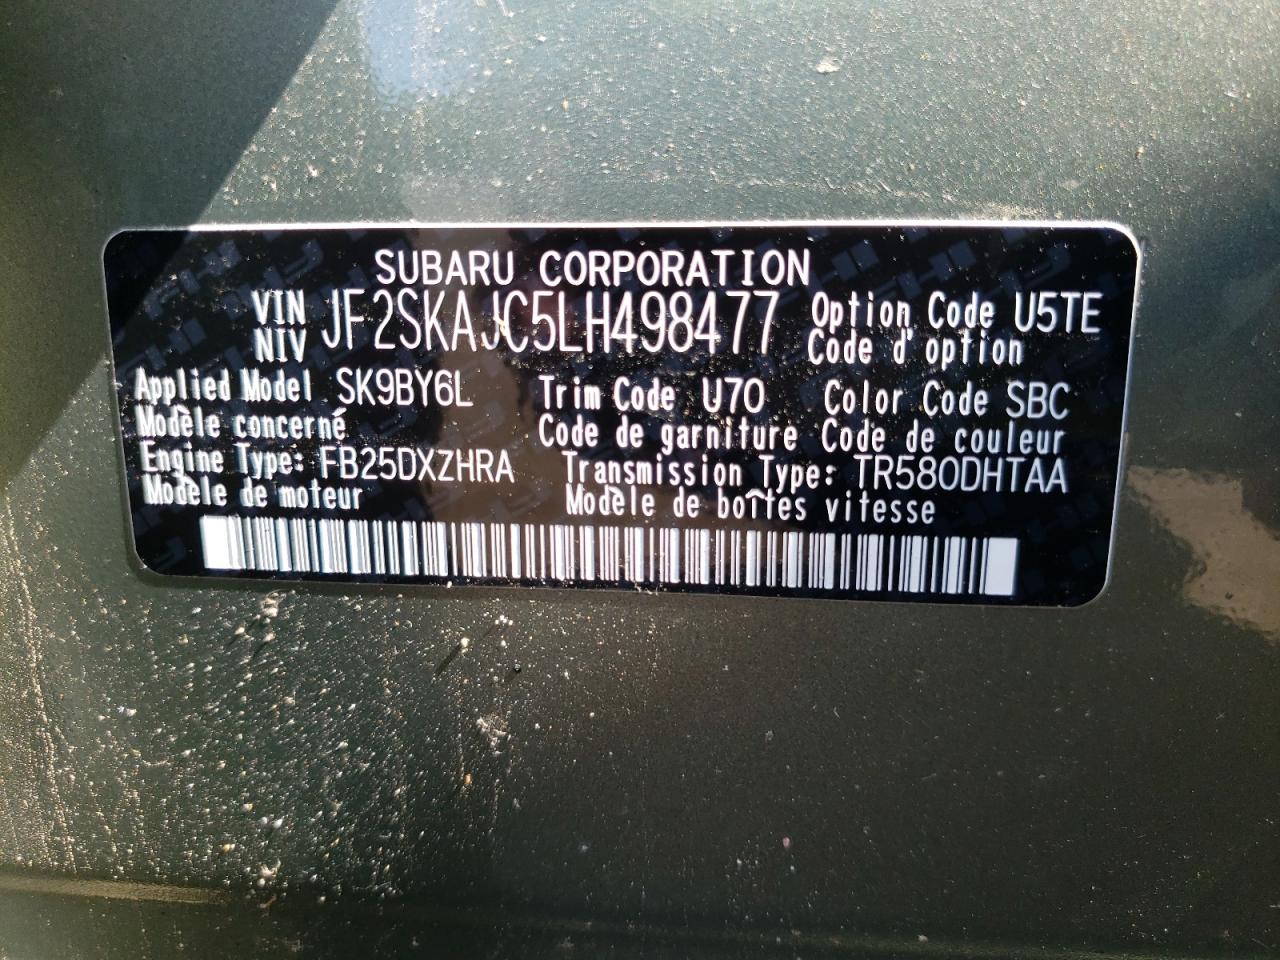 SUBARU CORPORATION
VIN JF2SKAJC5LH498477 Option Code U5TE
NIV Code d'option
Applied Model SK9BY6L Trim Code U70 Color Code SBC
Modèle concerné Code de garniture Code de couleur
Engine Type: FB25DXZHRA Transmission Type: TR580DHTAA
Modèle de moteur Modèle de boîtes vitesse